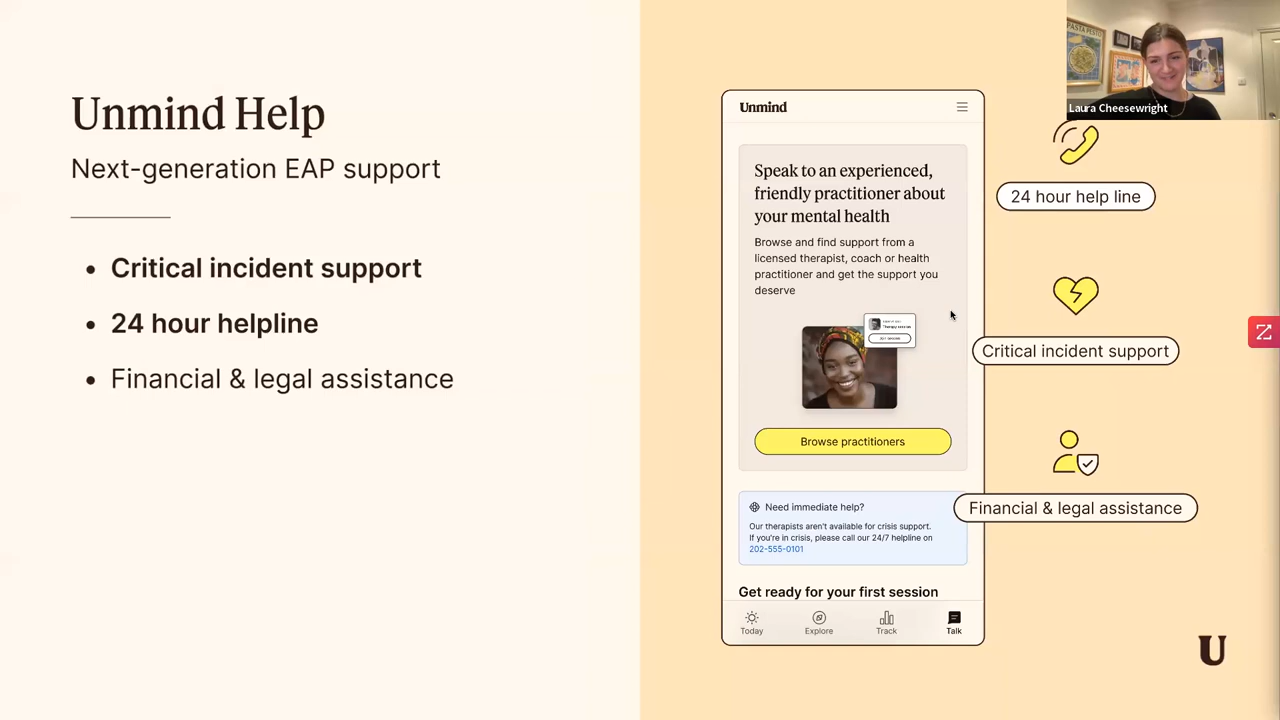 Unmind Help
Next-generation EAP support
• Critical incident support
• 24 hour helpline
• Financial & legal assistance
Unmind
Speak to an experienced,
friendly practitioner about
your mental health
Browse and find support from a
licensed therapist, coach or health
practitioner and get the support you
deserve
Browse practitioners
Need immediate help?
Our therapists aren't available for crisis support.
If you're in crisis, please call our 24/7 helpline on
202-555-0101
Get ready for your first session
Today
Explore
Track
Talk
Laura Cheesewright
24 hour help line
Critical incident support
Financial & legal assistance
U